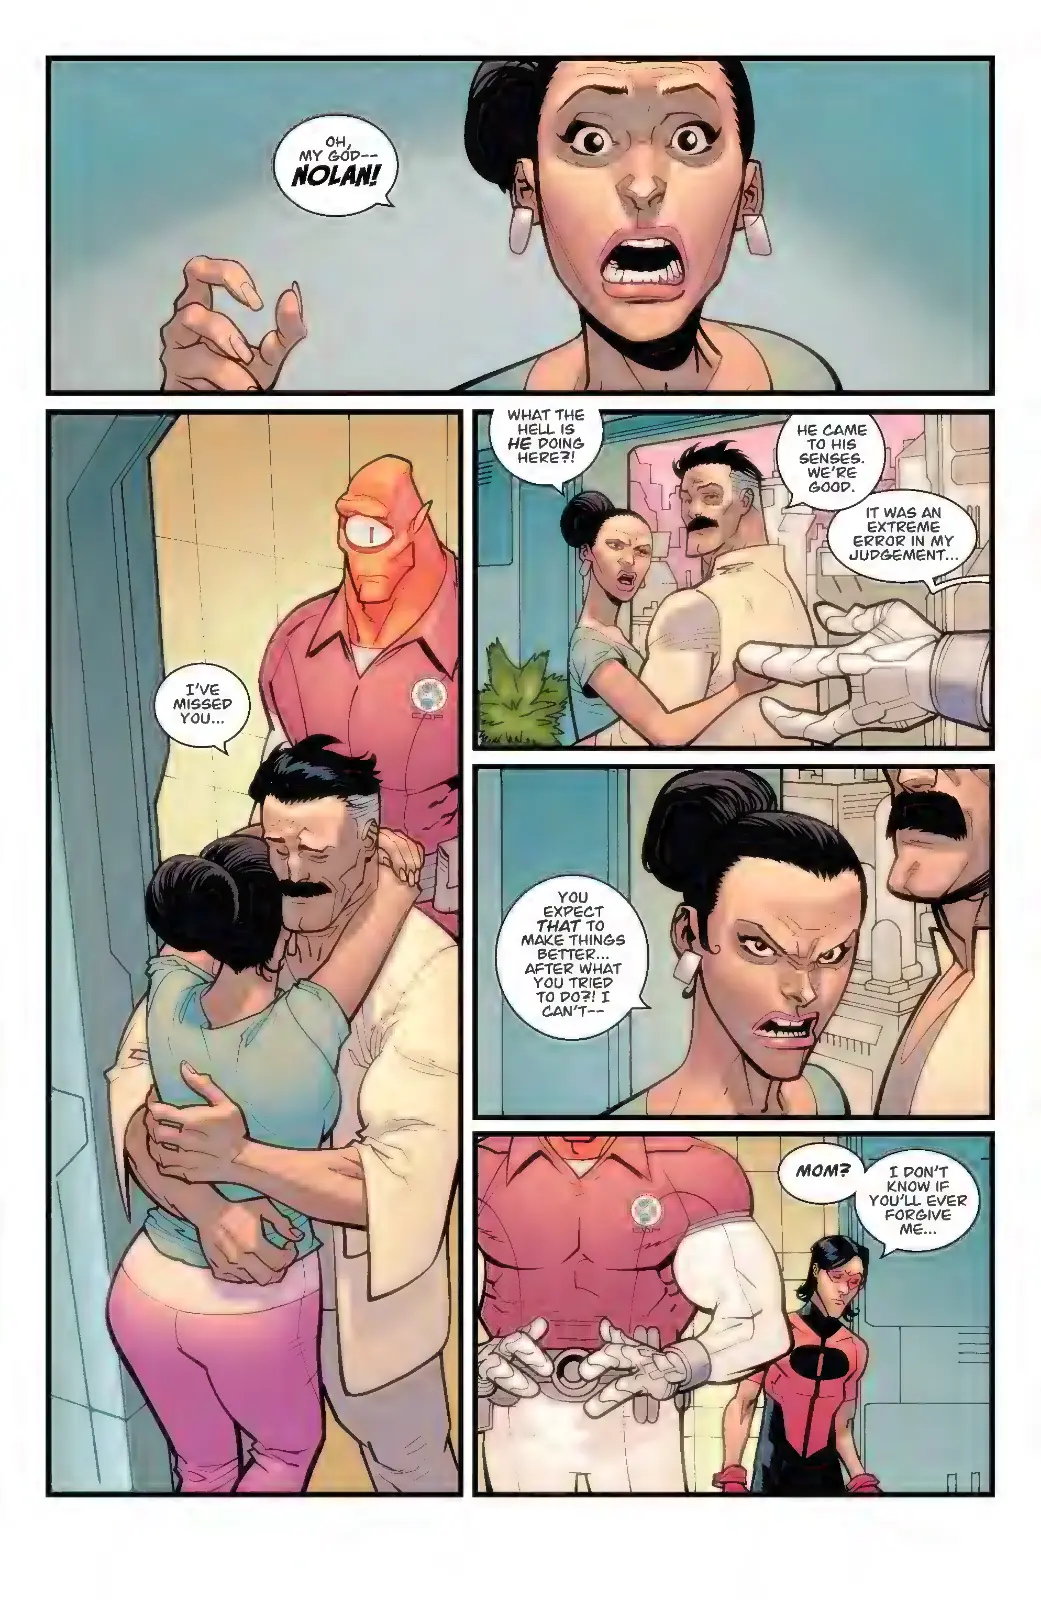 OH,
MY GOD--
NOLAN!
I'VE
MISSED
YOU...
WHAT THE
HELL IS
HE DOING
HERE?!
HE CAME
TO HIS
SENSES.
WE'RE
GOOD.
IT WAS AN
EXTREME
ERROR IN MY
JUDGEMENT...
YOU
EXPECT
THAT TO
MAKE THINGS
BETTER...
AFTER WHAT
YOU TRIED
TO DO?! I
CAN'T--
MOM?
I DON'T
KNOW IF
YOU'LL EVER
FORGIVE
ME...